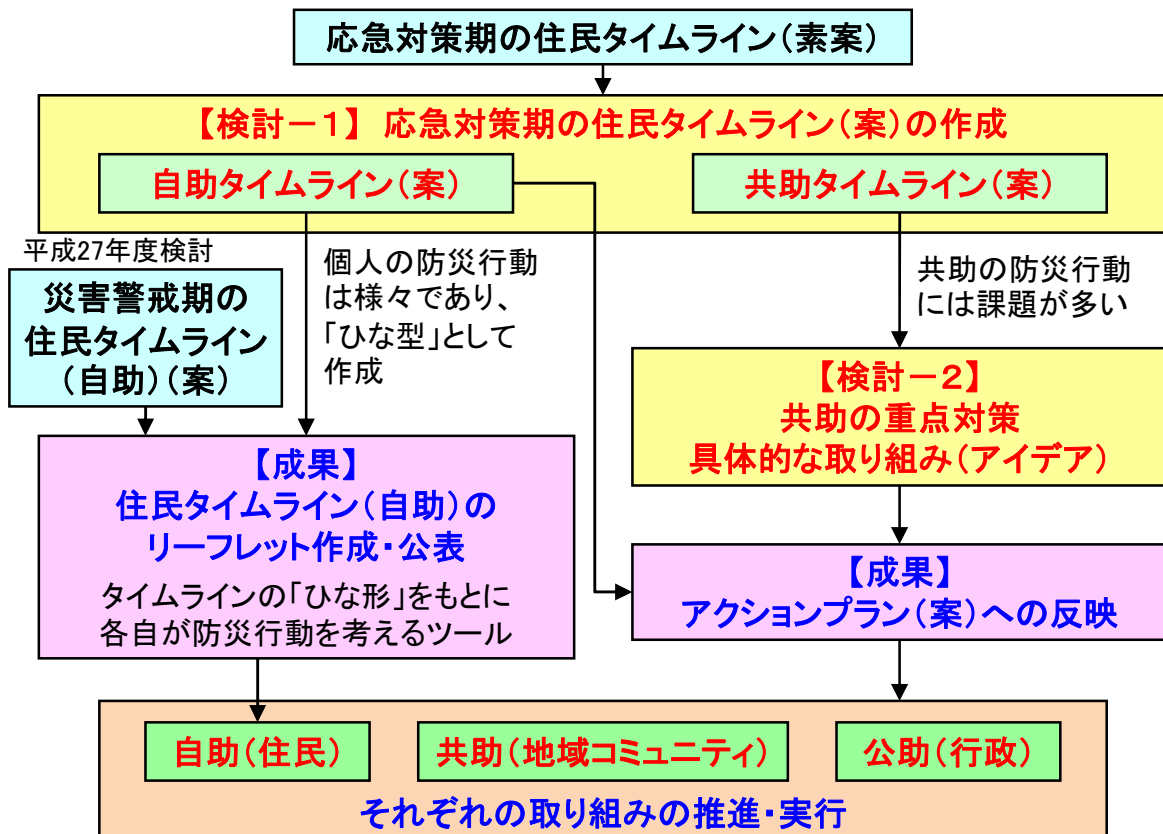 応急対策期の住民タイムライン(素案)
【検討-1】 応急対策期の住民タイムライン(案)の作成
自助タイムライン(案)
共助タイムライン(案)
平成27年度検討
災害警戒期の
住民タイムライン
(自助)(案)
個人の防災行動
は様々であり、
「ひな型」として
作成
共助の防災行動
には課題が多い
【検討-2】
共助の重点対策
具体的な取り組み(アイデア)
【成果】
住民タイムライン(自助)の
リーフレット作成・公表
タイムラインの「ひな形」をもとに
各自が防災行動を考えるツール
【成果】
アクションプラン(案)への反映
自助(住民)
共助(地域コミュニティ)
公助(行政)
それぞれの取り組みの推進・実行